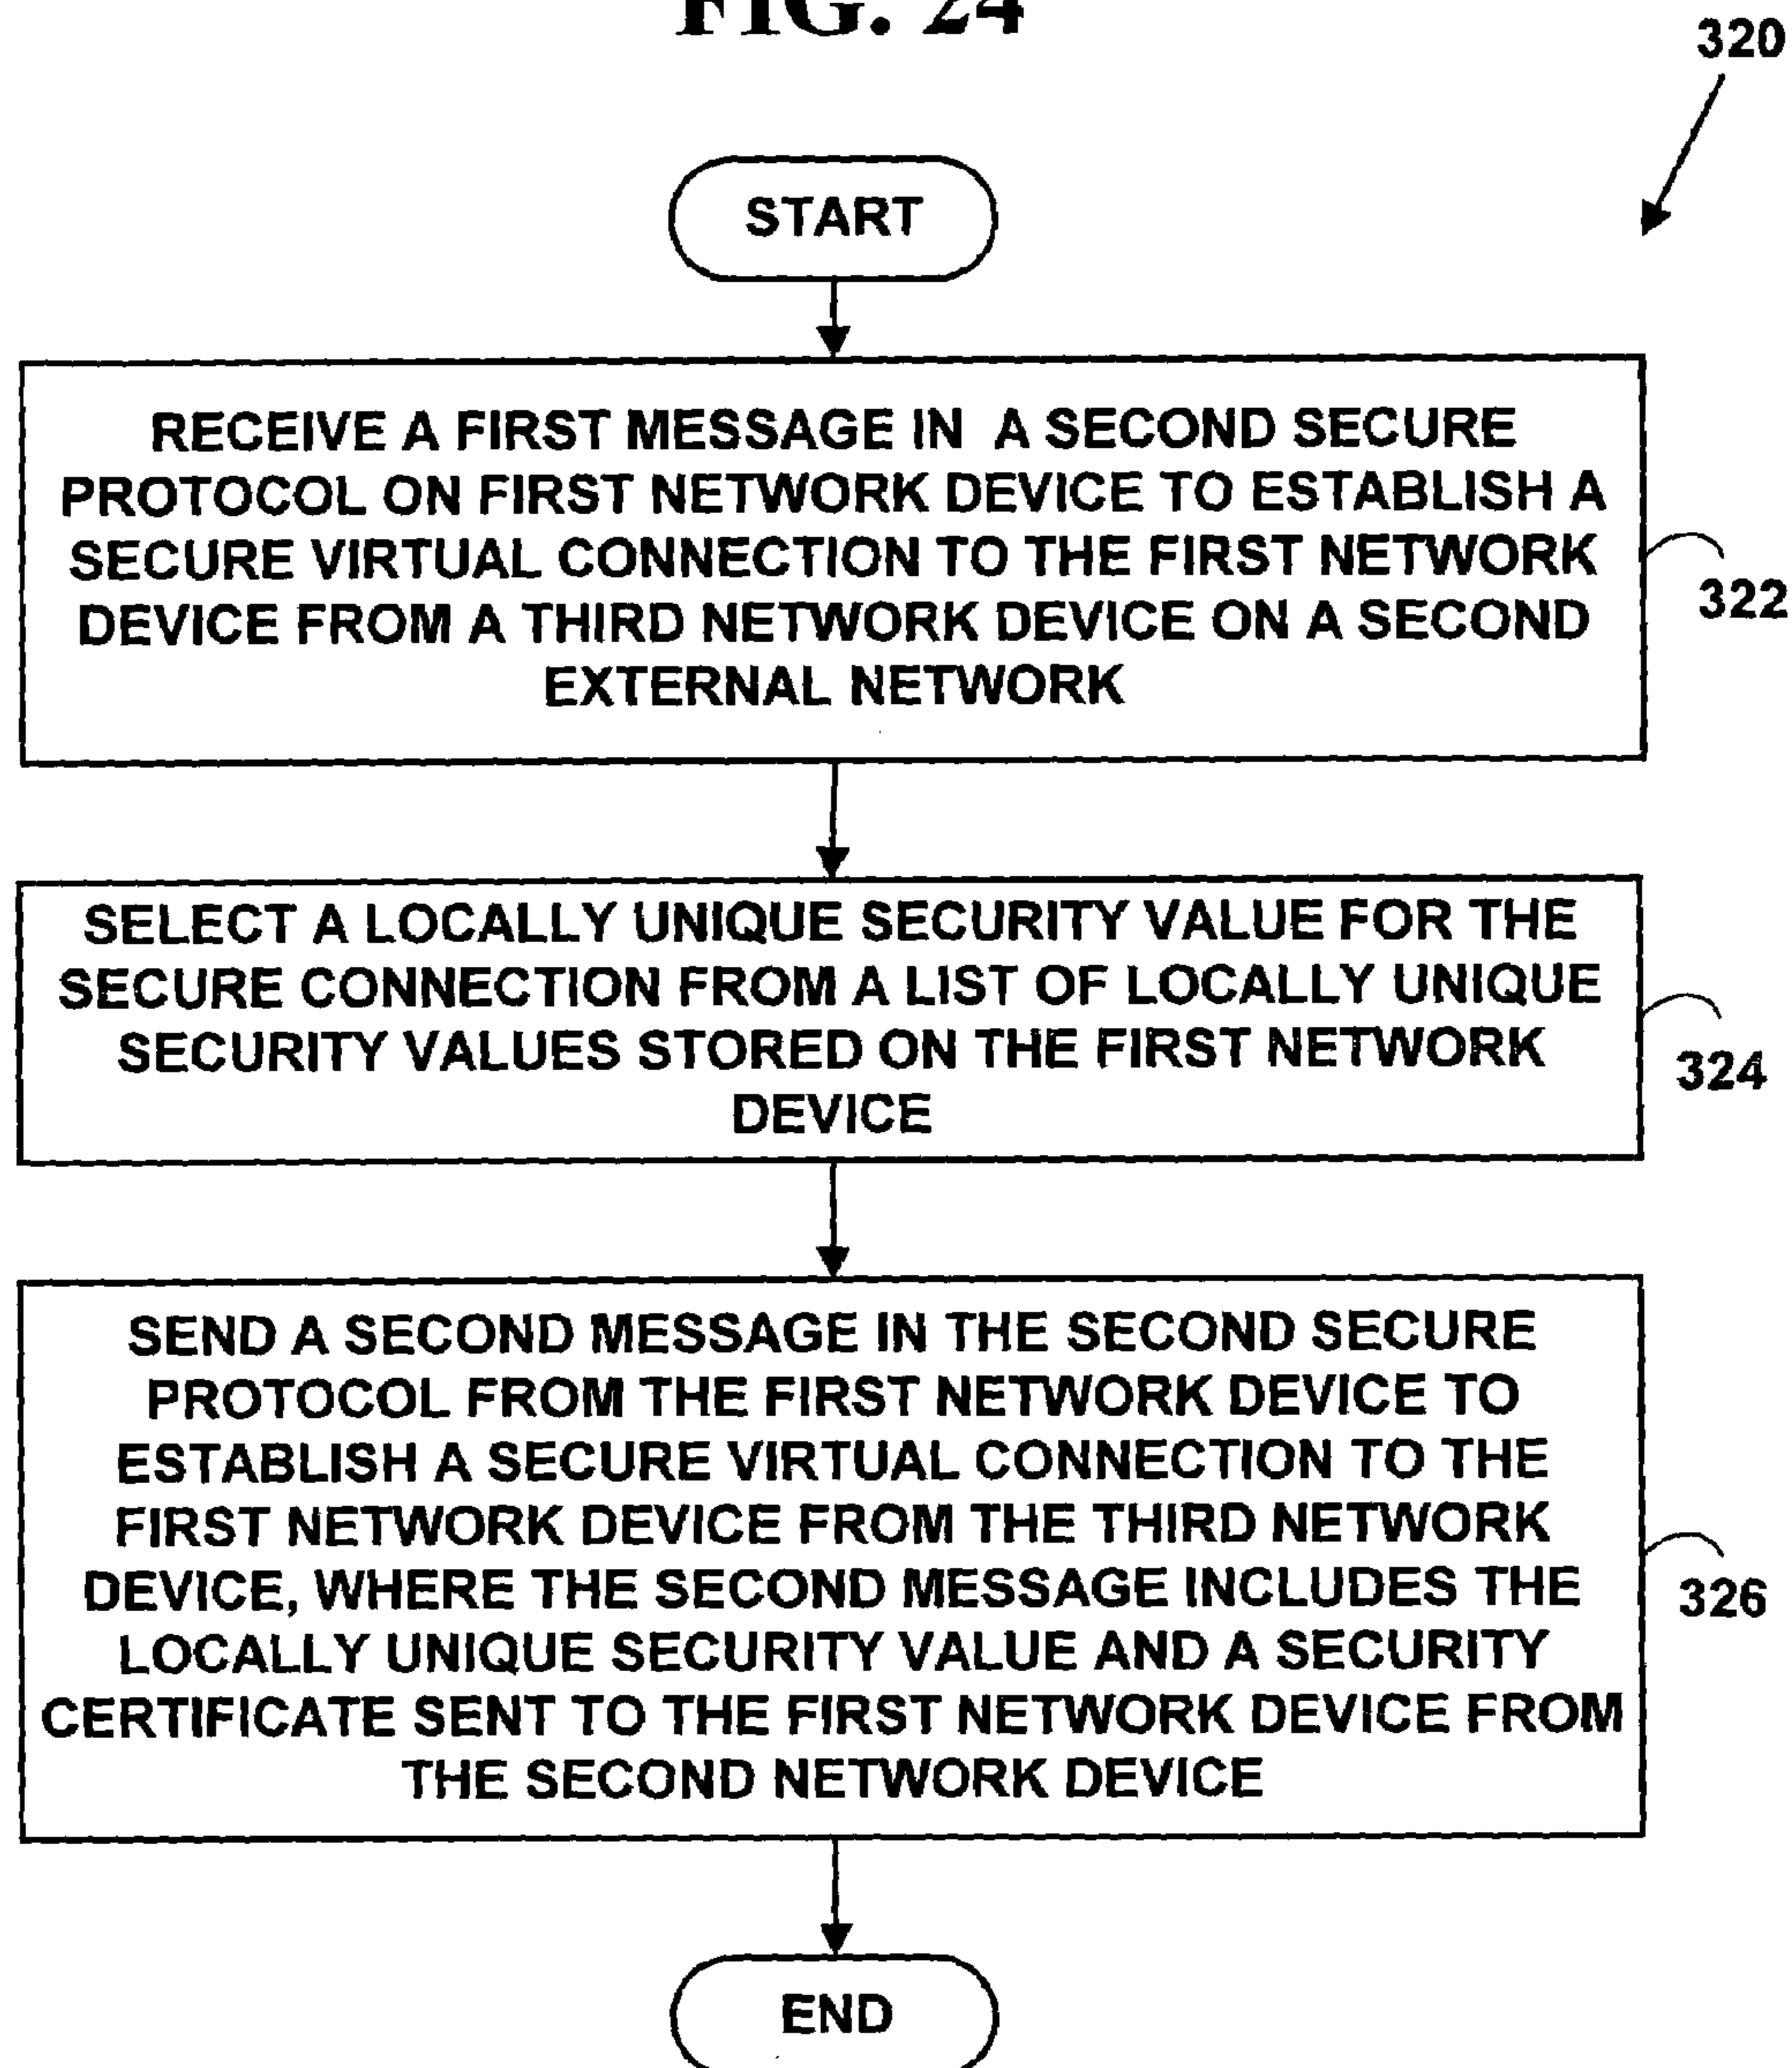 FIG. 24
320
START
RECEIVE A FIRST MESSAGE IN A SECOND SECURE
PROTOCOL ON FIRST NETWORK DEVICE TO ESTABLISH A
SECURE VIRTUAL CONNECTION TO THE FIRST NETWORK
DEVICE FROM A THIRD NETWORK DEVICE ON A SECOND
EXTERNAL NETWORK
322
SELECT A LOCALLY UNIQUE SECURITY VALUE FOR THE
SECURE CONNECTION FROM A LIST OF LOCALLY UNIQUE
SECURITY VALUES STORED ON THE FIRST NETWORK
DEVICE
324
SEND A SECOND MESSAGE IN THE SECOND SECURE
PROTOCOL FROM THE FIRST NETWORK DEVICE TO
ESTABLISH A SECURE VIRTUAL CONNECTION TO THE
FIRST NETWORK DEVICE FROM THE THIRD NETWORK
DEVICE, WHERE THE SECOND MESSAGE INCLUDES THE
LOCALLY UNIQUE SECURITY VALUE AND A SECURITY
CERTIFICATE SENT TO THE FIRST NETWORK DEVICE FROM
THE SECOND NETWORK DEVICE
326
END